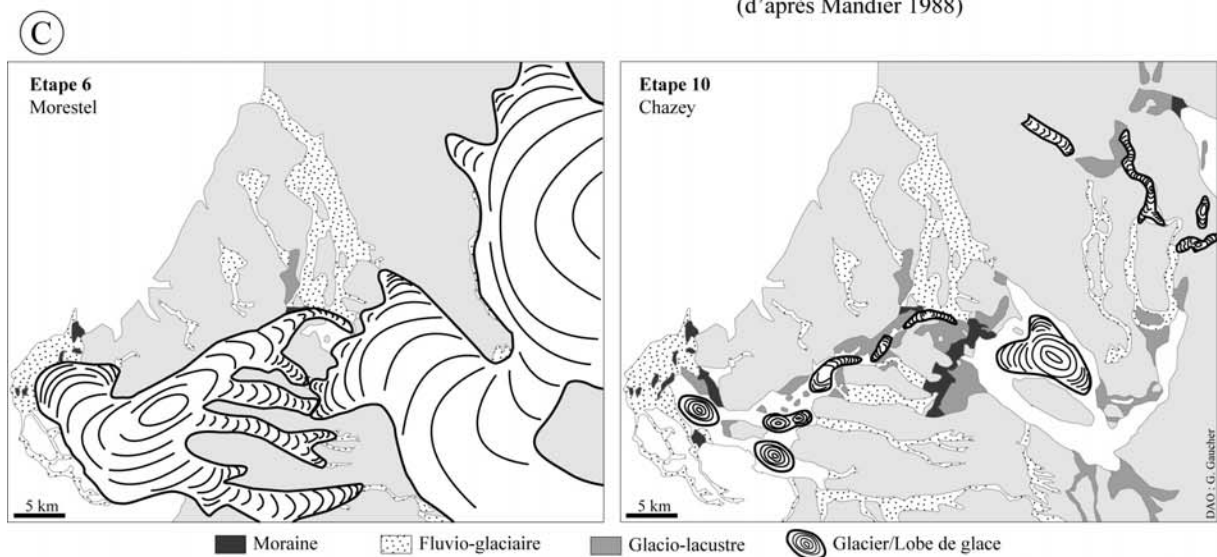 (d'après Mandier 1988)
C
Etape 6
Morestel
5 km
Etape 10
Chazey
5 km
DAO : G. Gaucher
Moraine
Fluvio-glaciaire
Glacio-lacustre
Glacier/Lobe de glace